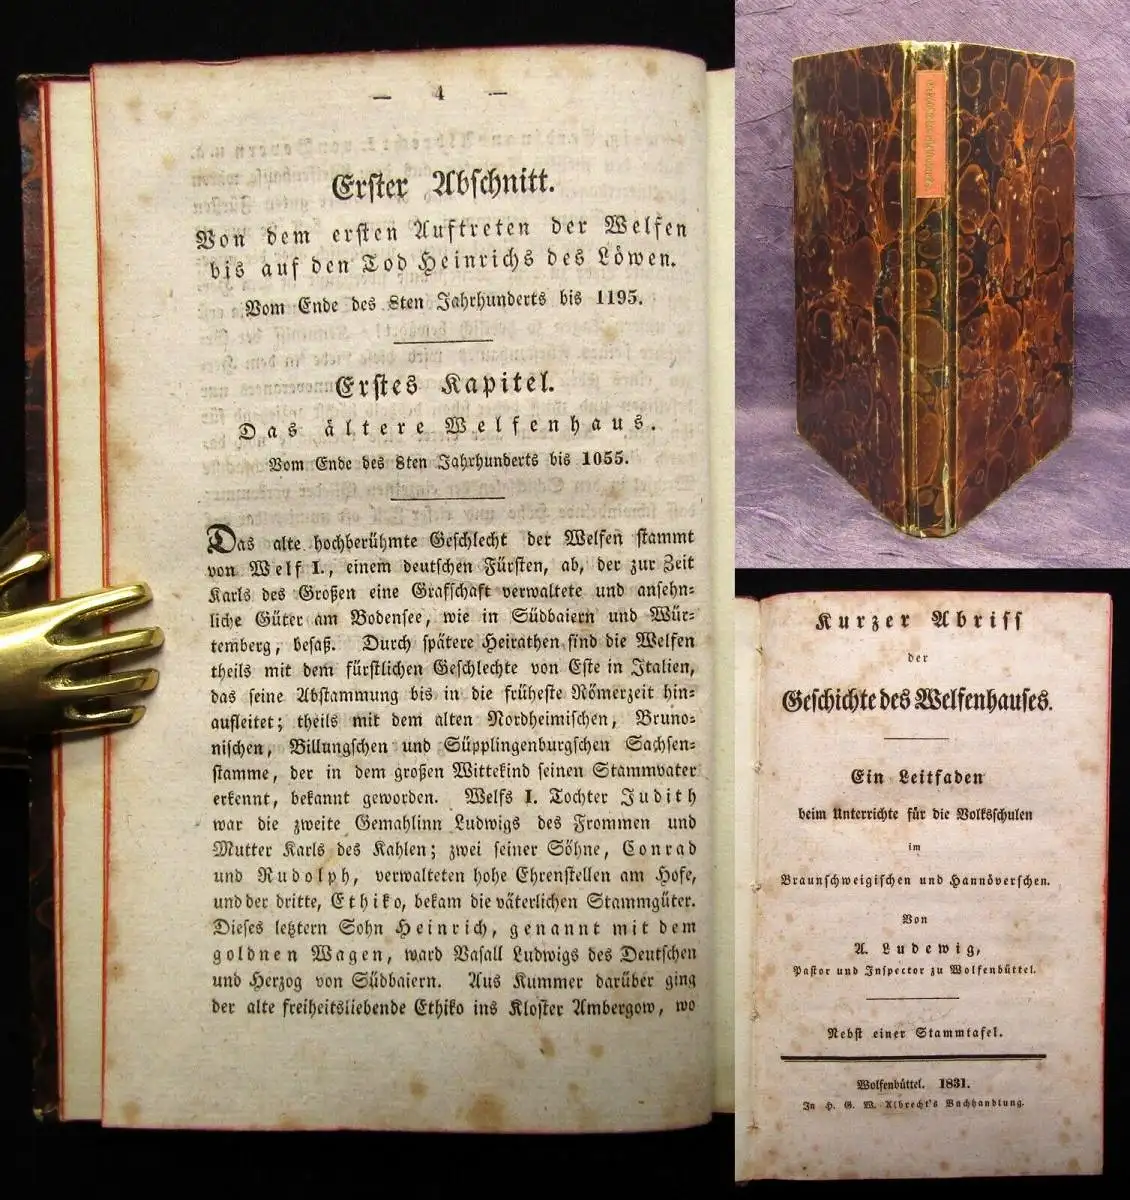 — 4 —
Erster Abschnitt.
Von dem ersten Auftreten der Welfen
bis auf den Tod Heinrichs des Löwen.
Vom Ende des 8ten Jahrhunderts bis 1195.
Erstes Kapitel.
Das ältere Welfenhaus.
Vom Ende des 8ten Jahrhunderts bis 1055.
Das alte hochberühmte Geschlecht der Welfen stammt
von Welf I., einem deutschen Fürsten, ab, der zur Zeit
Karls des Großen eine Grafschaft verwaltete und ansehn-
liche Güter am Bodensee, wie in Südbaiern und Wür-
temberg, besaß. Durch spätere Heirathen sind die Welfen
theils mit dem fürstlichen Geschlechte von Este in Italien,
das seine Abstammung bis in die früheste Römerzeit hin-
aufleitet; theils mit dem alten Nordheimischen, Bruno-
nischen, Billungschen und Süpplingenburgschen Sachsen-
stamme, der in dem großen Wittekind seinen Stammvater
erkennt, bekannt geworden. Welfs I. Tochter Judith
war die zweite Gemahlinn Ludwigs des Frommen und
Mutter Karls des Kahlen; zwei seiner Söhne, Conrad
und Rudolph, verwalteten hohe Ehrenstellen am Hofe,
und der dritte, Ethiko, bekam die väterlichen Stammgüter.
Dieses letztern Sohn Heinrich, genannt mit dem
goldnen Wagen, ward Vasall Ludwigs des Deutschen
und Herzog von Südbaiern. Aus Kummer darüber ging
der alte freiheitsliebende Ethiko ins Kloster Ambergow, wo
Kurzer Abriss
der
Geschichte des Welfenhauses.
Ein Leitfaden
beim Unterrichte für die Volksschulen
im
Braunschweigischen und Hannöverschen.
Von
A. Ludewig,
Pastor und Inspector zu Wolfenbüttel.
Nebst einer Stammtafel.
Wolfenbüttel. 1831.
In H. G. W. Albrecht's Buchhandlung.